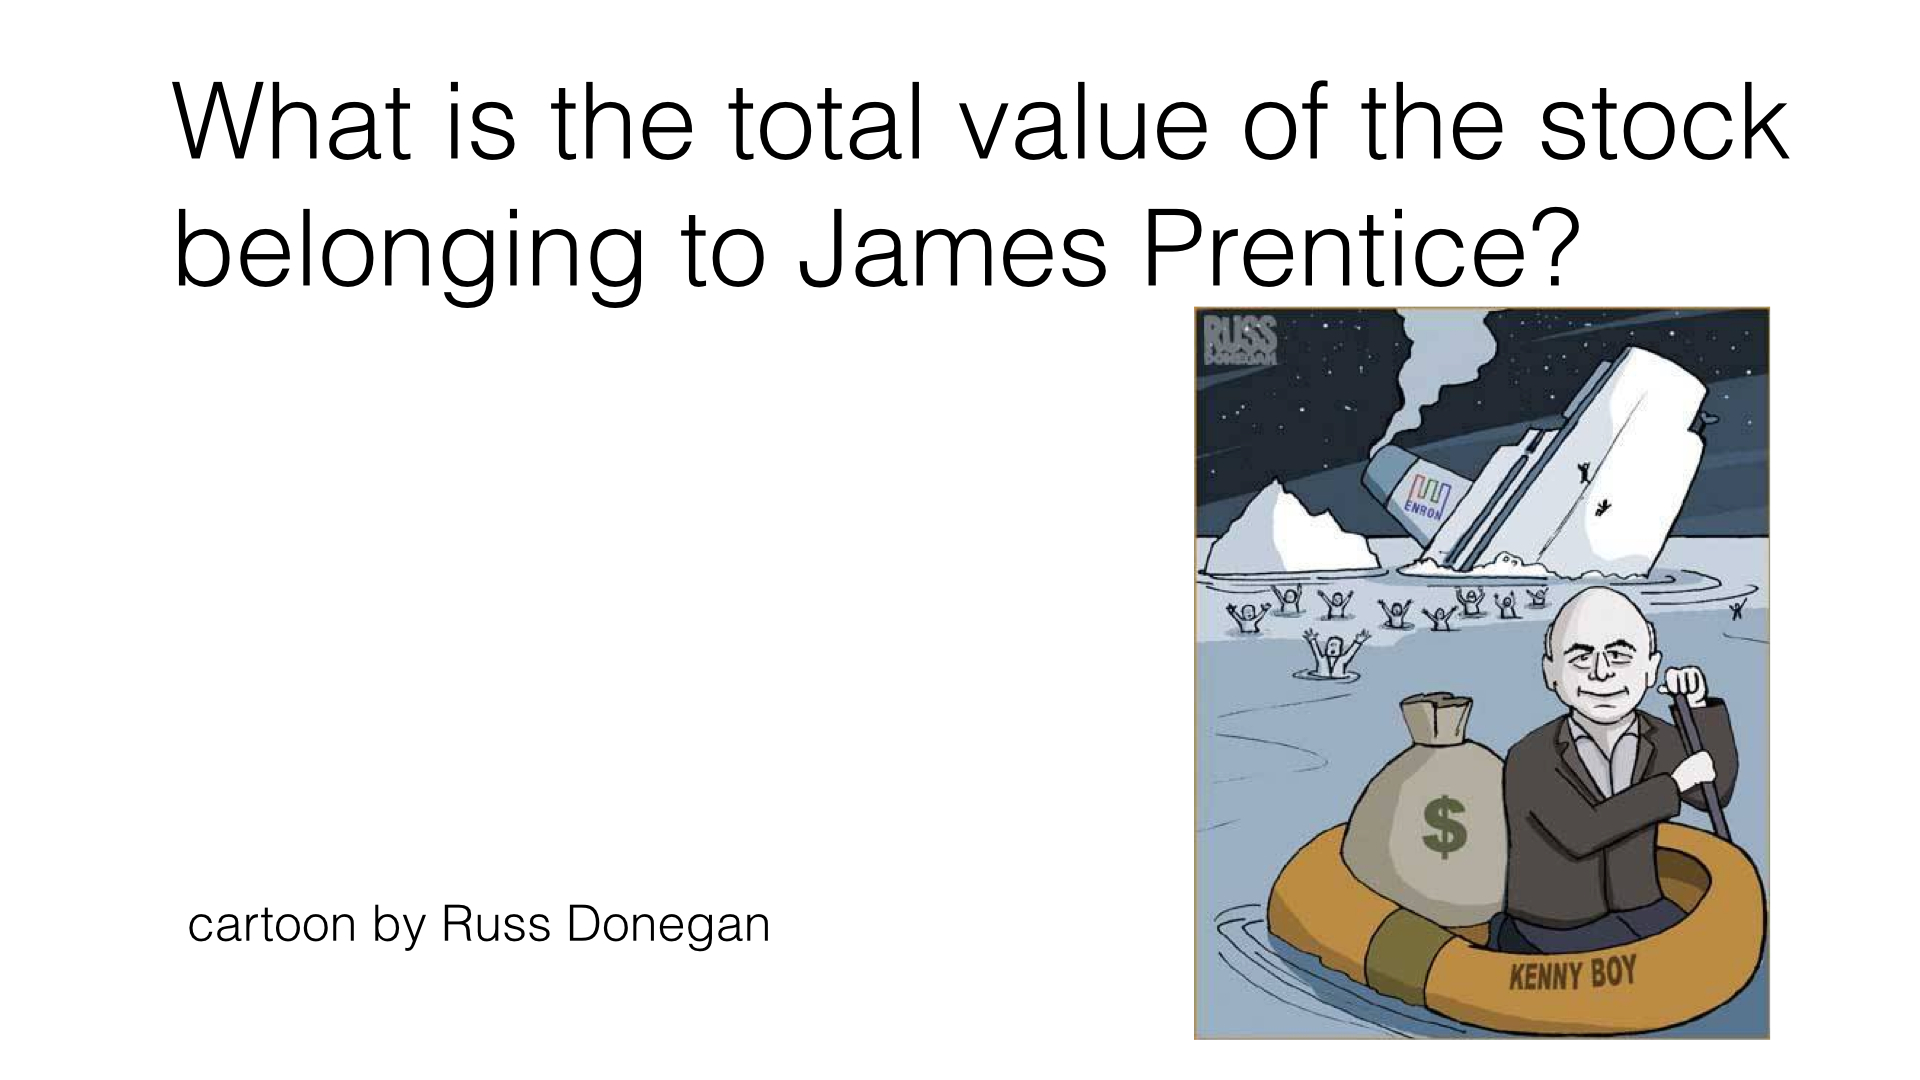 What is the total value of the stock
belonging to James Prentice?
RUSS
DONEGAN
ENRON
KENNY BOY
cartoon by Russ Donegan